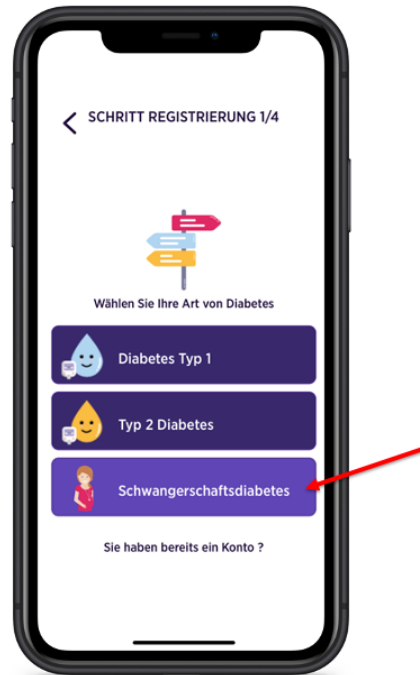 SCHRITT REGISTRIERUNG 1/4
Wählen Sie Ihre Art von Diabetes
Diabetes Typ 1
Typ 2 Diabetes
Schwangerschaftsdiabetes
Sie haben bereits ein Konto ?